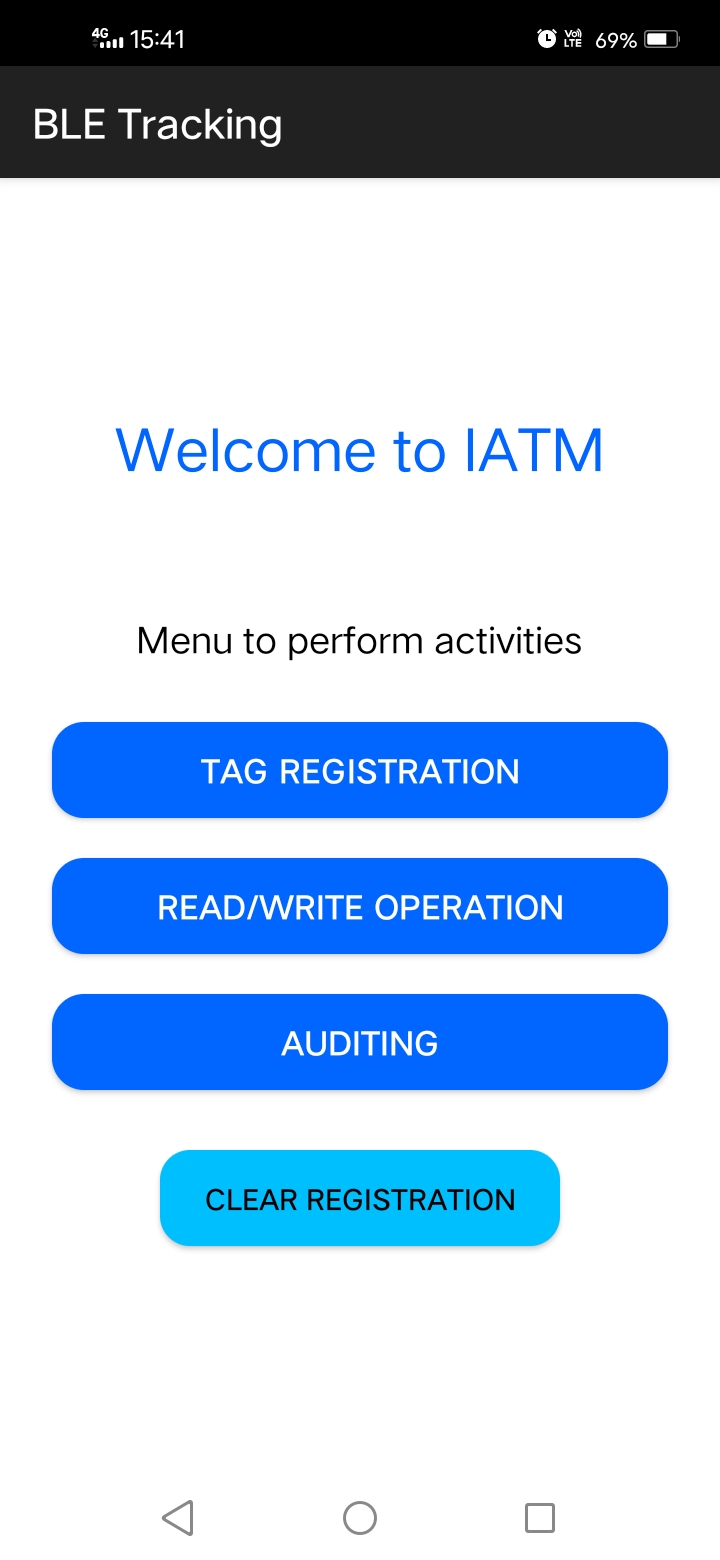 4G 15:41 Vo) LTE 69%
BLE Tracking
Welcome to IATM
Menu to perform activities
TAG REGISTRATION
READ/WRITE OPERATION
AUDITING
CLEAR REGISTRATION